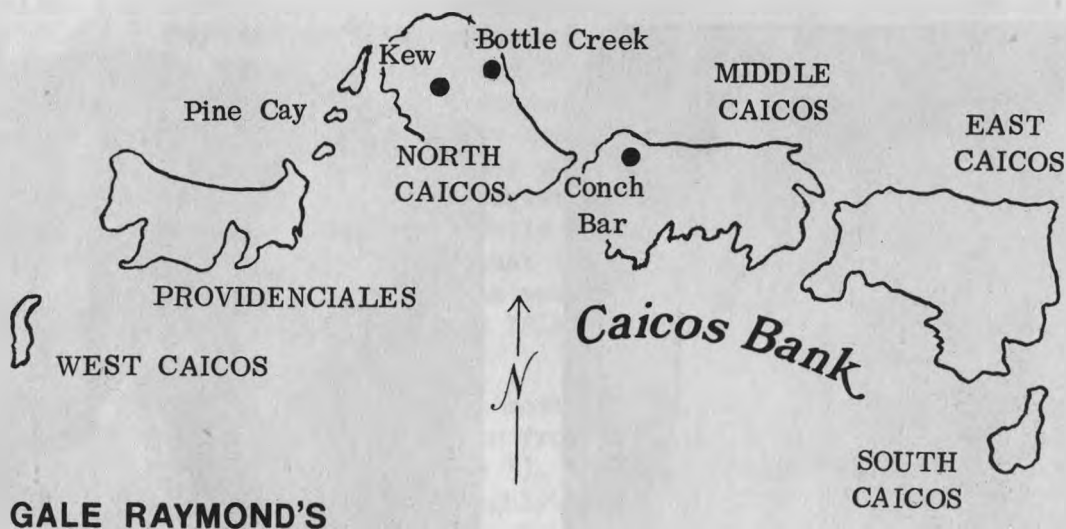 Kew
Bottle Creek
MIDDLE
CAICOS
Pine Cay
EAST
CAICOS
NORTH
CAICOS
Conch
Bar
PROVIDENCIALES
Caicos Bank
WEST CAICOS
N
SOUTH
CAICOS
GALE RAYMOND'S